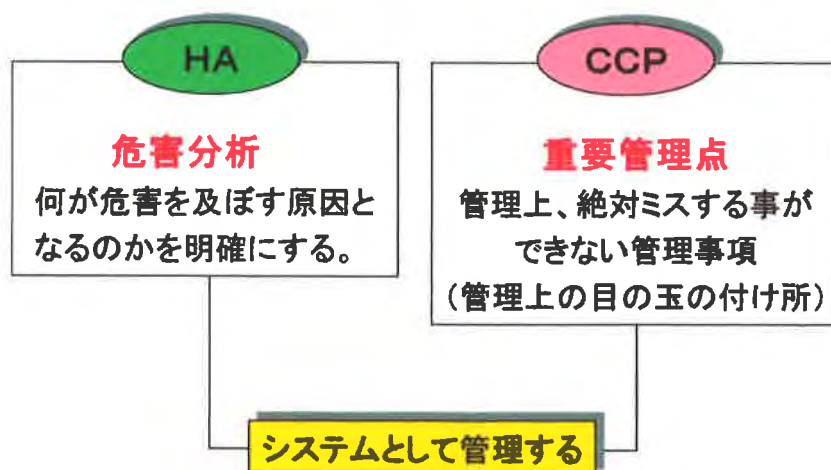 HA
危害分析
何が危害を及ぼす原因と
なるのかを明確にする。
CCP
重要管理点
管理上、絶対ミスする事が
できない管理事項
（管理上の目の玉の付け所）
システムとして管理する